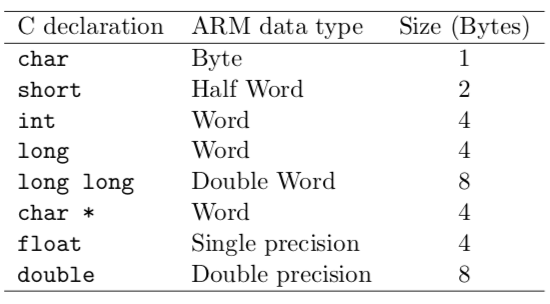 C declaration ARM data type Size (Bytes)
char Byte 1
short Half Word 2
int Word 4
long Word 4
long long Double Word 8
char * Word 4
float Single precision 4
double Double precision 8